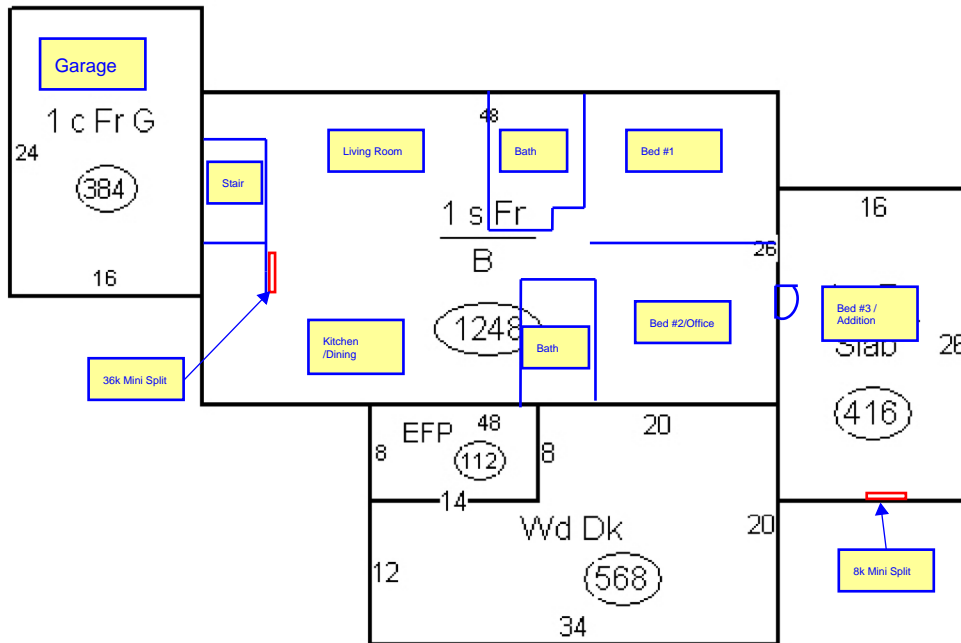 Garage
1 c Fr G
24
384
16
48
Living Room
Bath
Bed #1
Stair
1 s Fr
B
1248
26
16
Bed #3 /
Addition
Slab
26
416
Kitchen
/Dining
Bath
Bed #2/Office
36k Mini Split
EFP
48
8
112
8
14
20
Wd Dk
20
12
568
34
8k Mini Split